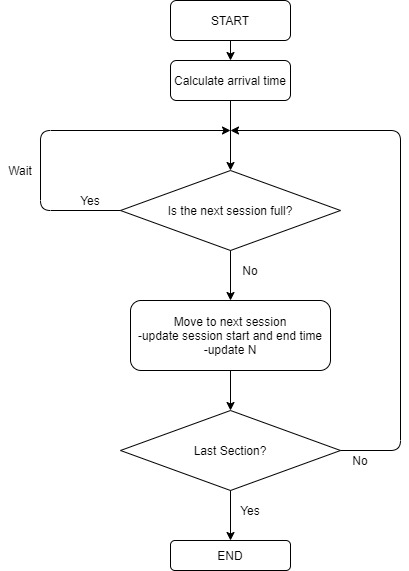 START
Calculate arrival time
Wait
Yes
Is the next session full?
No
Move to next session
-update session start and end time
-update N
Last Section?
No
Yes
END